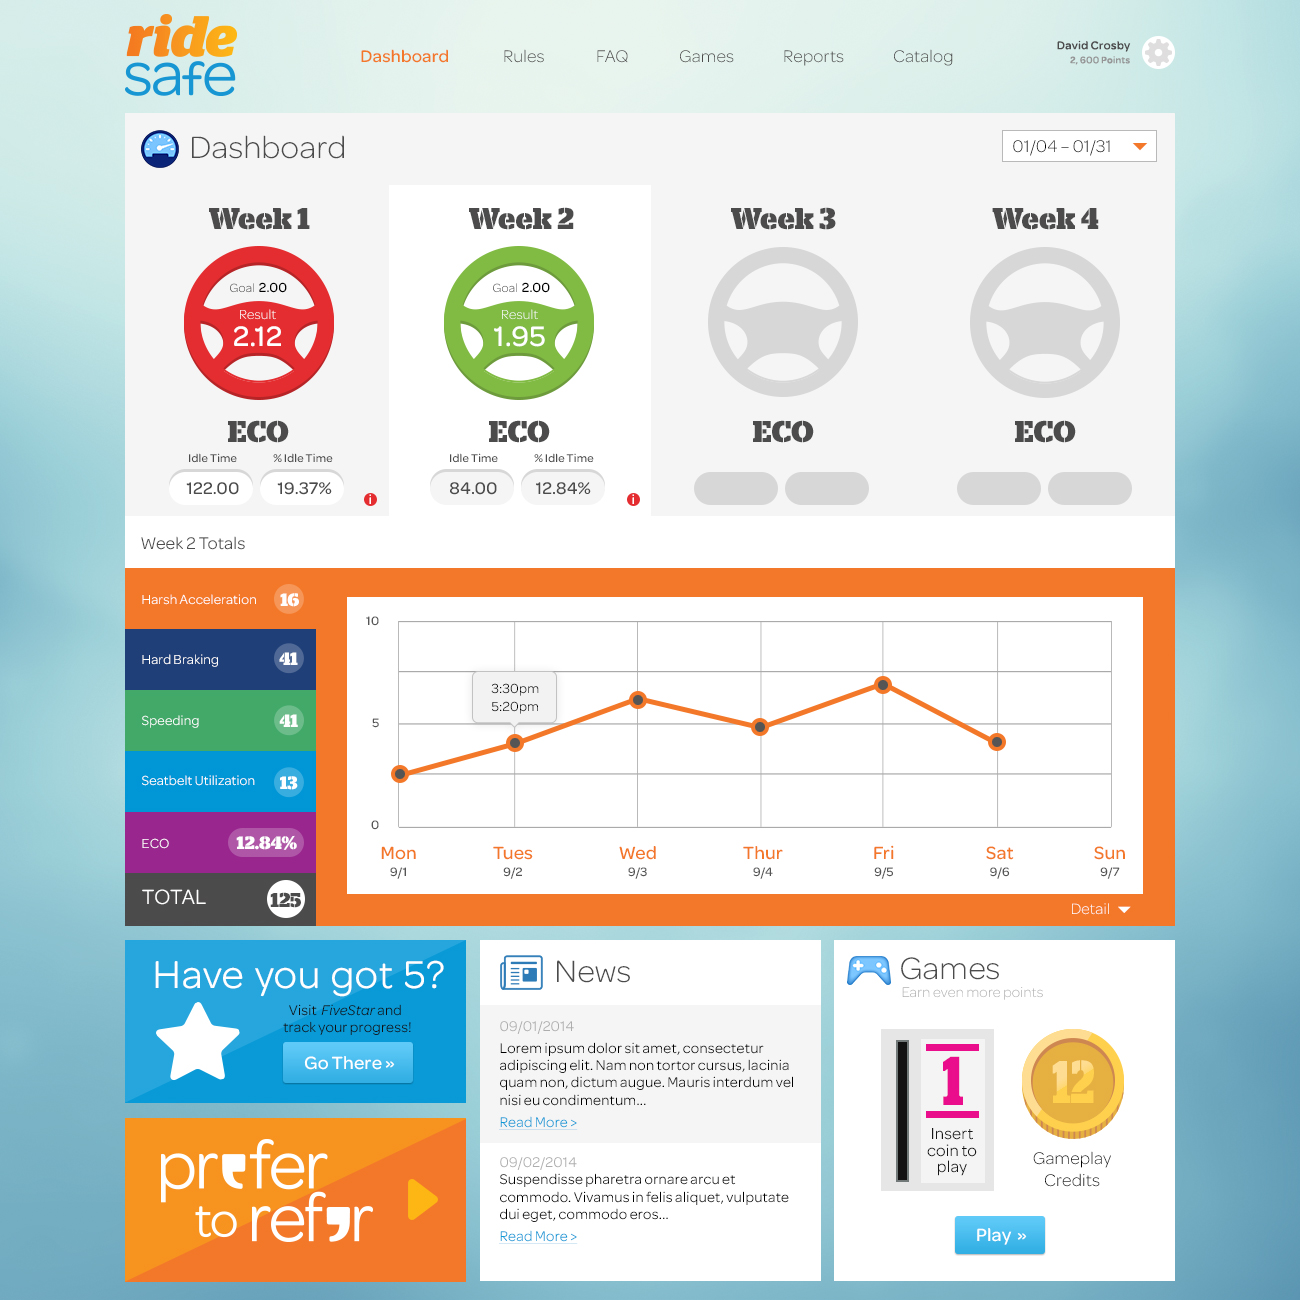 ride
safe
Dashboard
Rules
FAQ
Games
Reports
Catalog
David Crosby
2, 600 Points
Dashboard
01/04 – 01/31
Week 1
Goal 2.00
Result
2.12
ECO
Idle Time
% Idle Time
122.00
19.37%
i
Week 2
Goal 2.00
Result
1.95
ECO
Idle Time
% Idle Time
84.00
12.84%
i
Week 3
ECO
Week 4
ECO
Week 2 Totals
Harsh Acceleration 16
Hard Braking 41
Speeding 41
Seatbelt Utilization 13
ECO 12.84%
TOTAL 125
10
5
0
3:30pm
5:20pm
Mon
9/1
Tues
9/2
Wed
9/3
Thur
9/4
Fri
9/5
Sat
9/6
Sun
9/7
Detail
Have you got 5?
Visit FiveStar and
track your progress!
Go There »
prefer
to refer
News
09/01/2014
Lorem ipsum dolor sit amet, consectetur
adipiscing elit. Nam non tortor cursus, lacinia
quam non, dictum augue. Mauris interdum vel
nisi eu condimentum...
Read More >
09/02/2014
Suspendisse pharetra ornare arcu et
commodo. Vivamus in felis aliquet, vulputate
dui eget, commodo eros...
Read More >
Games
Earn even more points
1
Insert
coin to
play
12
Gameplay
Credits
Play »